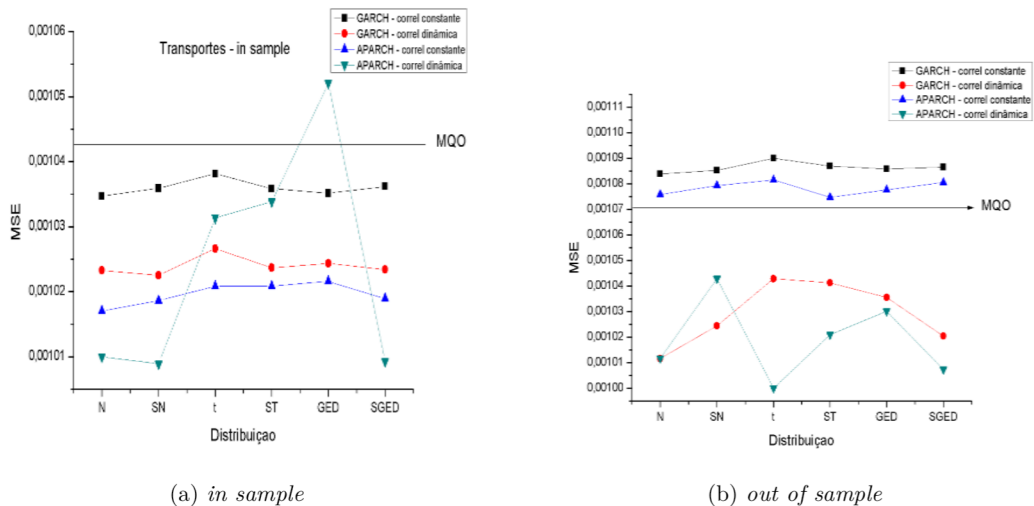 Transportes - in sample
GARCH - correl constante
GARCH - correl dinâmica
APARCH - correl constante
APARCH - correl dinâmica
MSE
0,00106
0,00105
0,00104
0,00103
0,00102
0,00101
MQO
N SN t ST GED SGED
Distribuiçao
(a) in sample
GARCH - correl constante
GARCH - correl dinâmica
APARCH - correl constante
APARCH - correl dinâmica
MSE
0,00111
0,00110
0,00109
0,00108
0,00107
0,00106
0,00105
0,00104
0,00103
0,00102
0,00101
0,00100
MQO
N SN t ST GED SGED
Distribuiçao
(b) out of sample